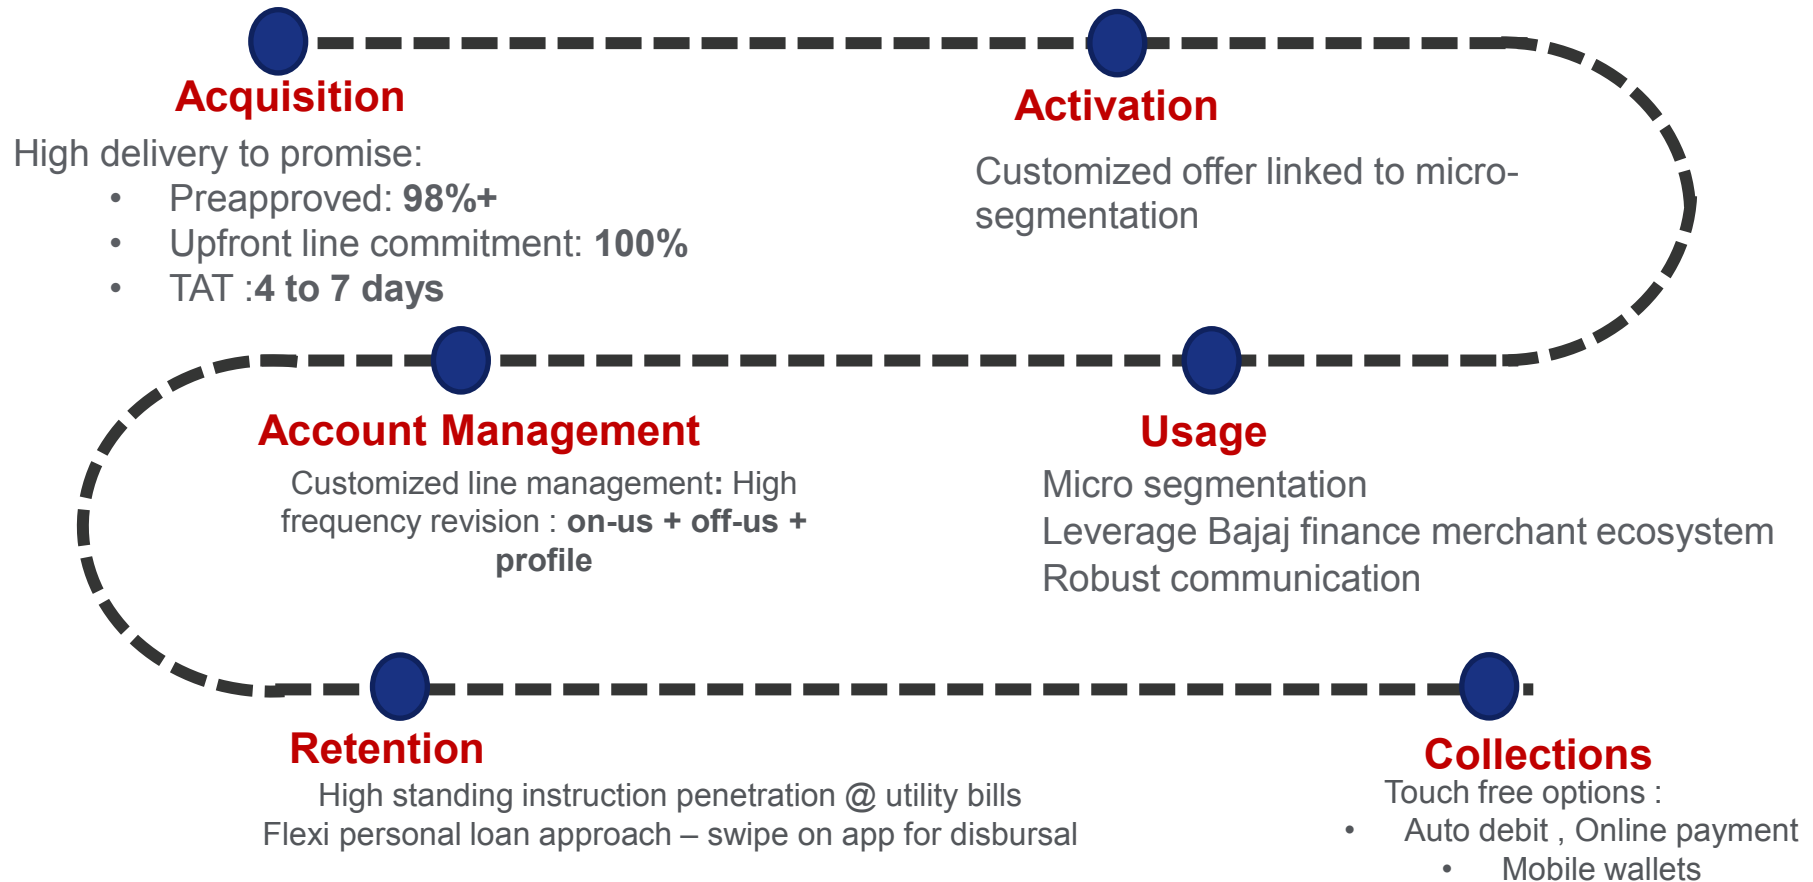 Acquisition
High delivery to promise:
• Preapproved: 98%+
• Upfront line commitment: 100%
• TAT :4 to 7 days
Activation
Customized offer linked to micro-
segmentation
Account Management
Customized line management: High
frequency revision : on-us + off-us +
profile
Usage
Micro segmentation
Leverage Bajaj finance merchant ecosystem
Robust communication
Retention
High standing instruction penetration @ utility bills
Flexi personal loan approach – swipe on app for disbursal
Collections
Touch free options :
• Auto debit , Online payment
• Mobile wallets